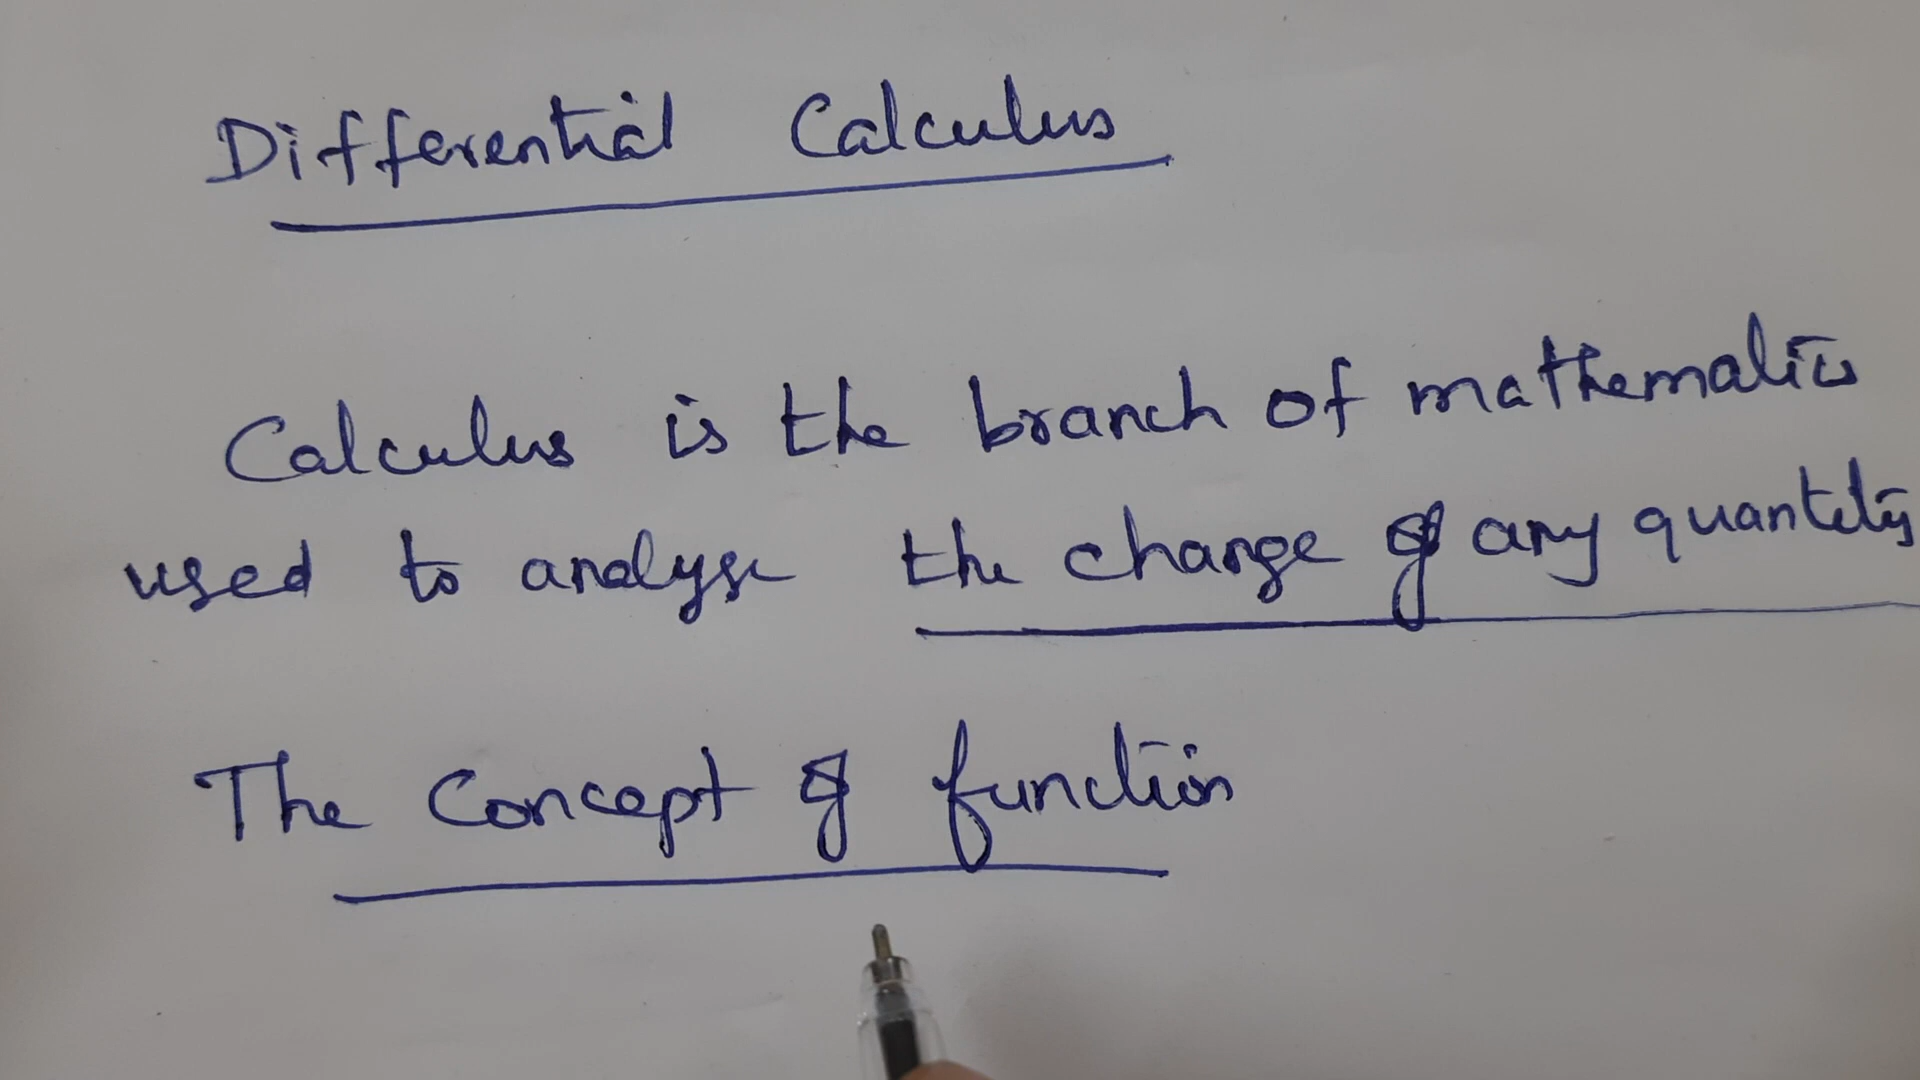 Differential Calculus
Calculus is the branch of mathematics
used to analyse the change of any quantity
The Concept of function